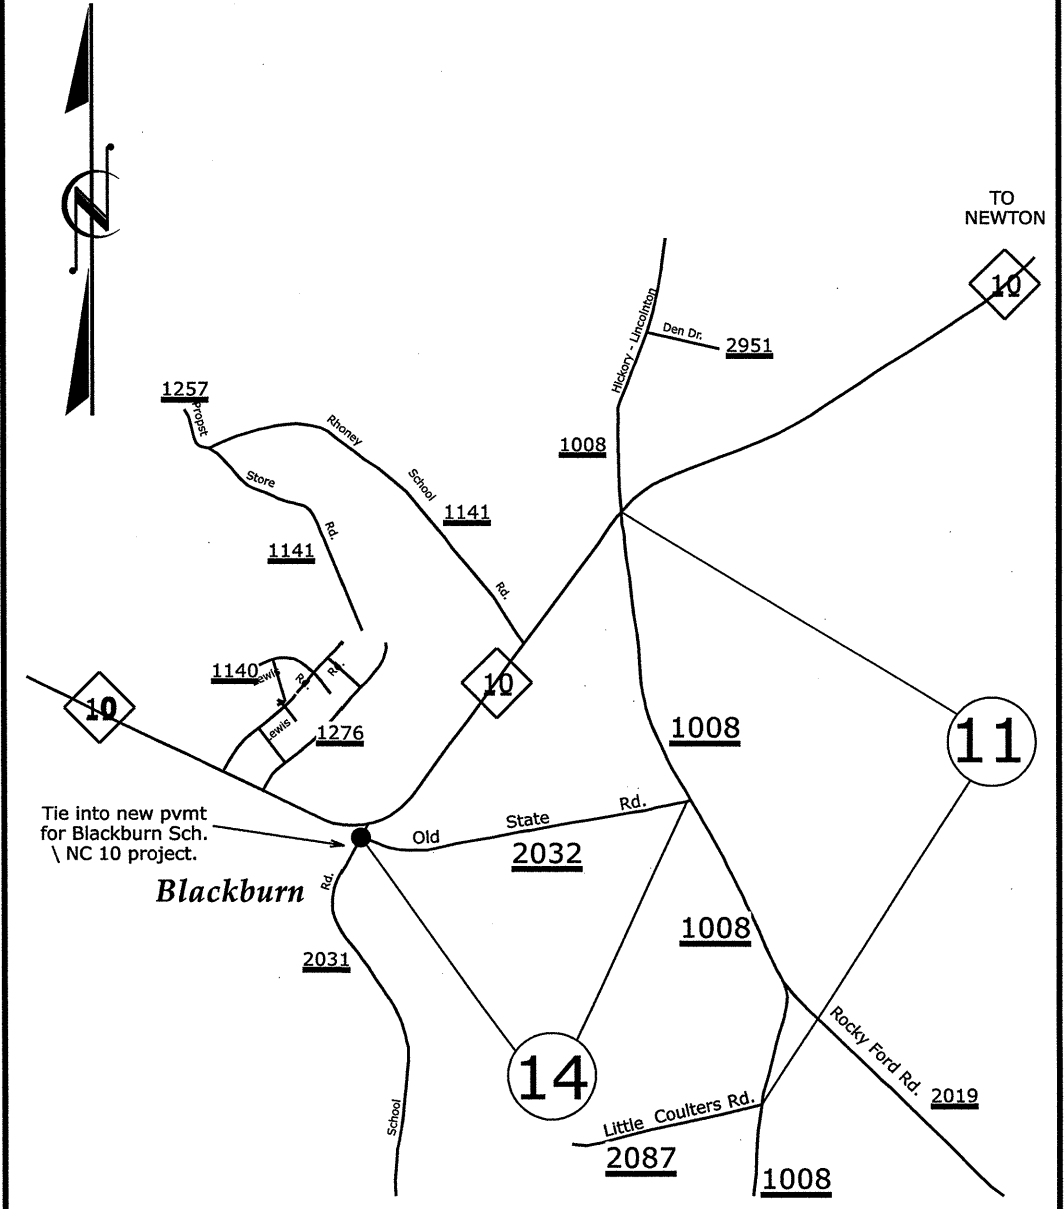 N
TO
NEWTON
10
Hickory - Lincolnton
Den Dr.
2951
1257
Propst
Rhoney
1008
Store
School
1141
Rd.
1141
Rd.
1140
Lewis
Rd.
Rd.
10
10
Lewis
1276
1008
11
Tie into new pvmt
for Blackburn Sch.
\ NC 10 project.
Old
State
Rd.
2032
Blackburn
Rd.
1008
2031
14
Rocky Ford Rd.
2019
School
Little Coulters Rd.
2087
1008